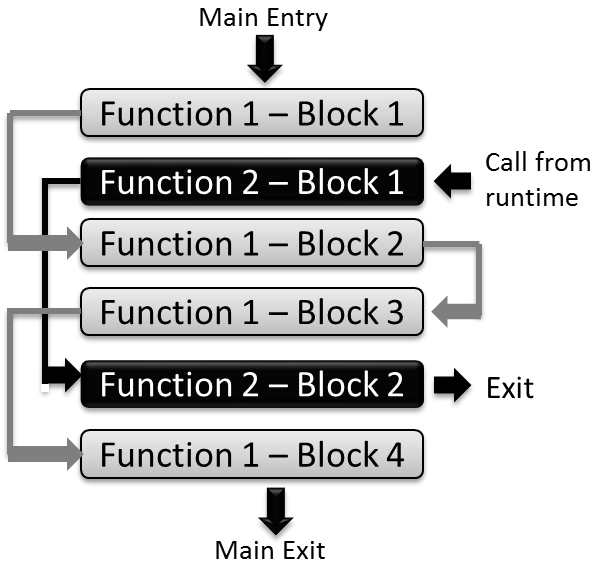 Main Entry
Function 1 – Block 1
Function 2 – Block 1
Call from
runtime
Function 1 – Block 2
Function 1 – Block 3
Function 2 – Block 2
Exit
Function 1 – Block 4
Main Exit